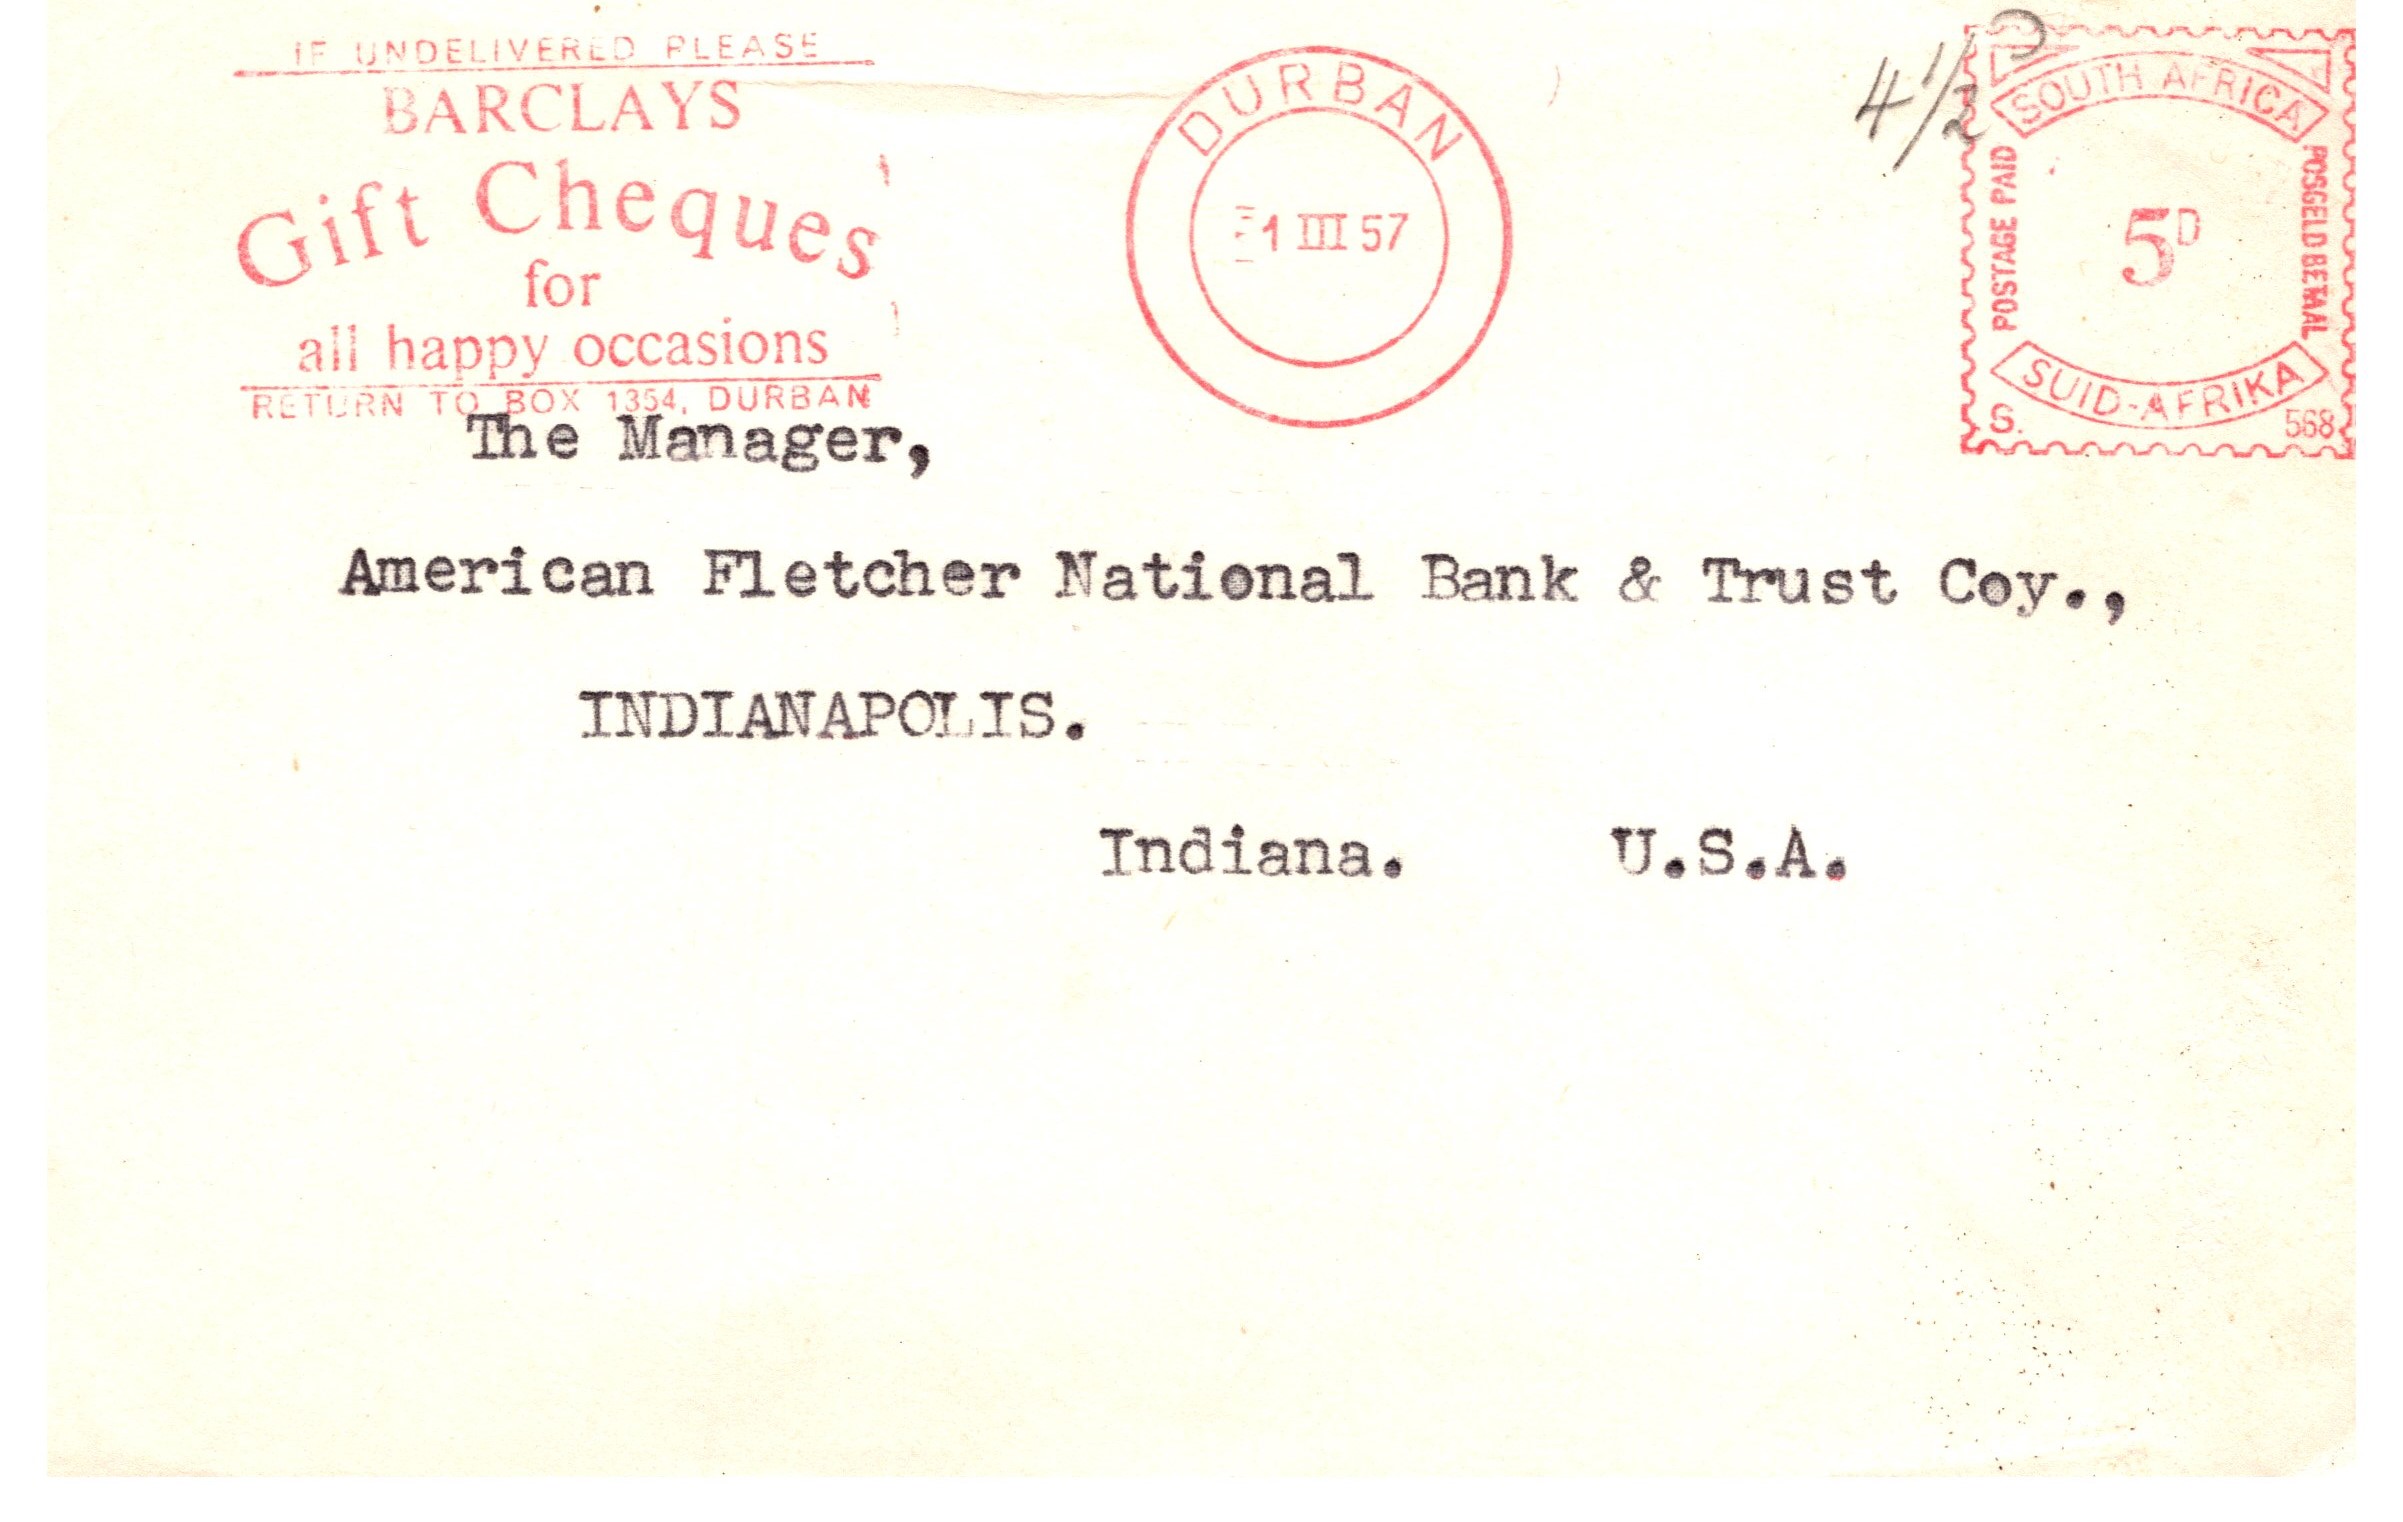 IF UNDELIVERED PLEASE
BARCLAYS
Gift Cheques
for
all happy occasions
RETURN TO BOX 1354, DURBAN
DURBAN
1 III 57
4 1/2
SOUTH AFRICA
POSTAGE PAID
5D
POSGELD BETAAL
SUID-AFRIKA
S. 568
The Manager,
American Fletcher National Bank & Trust Coy.,
INDIANAPOLIS.
Indiana. U.S.A.